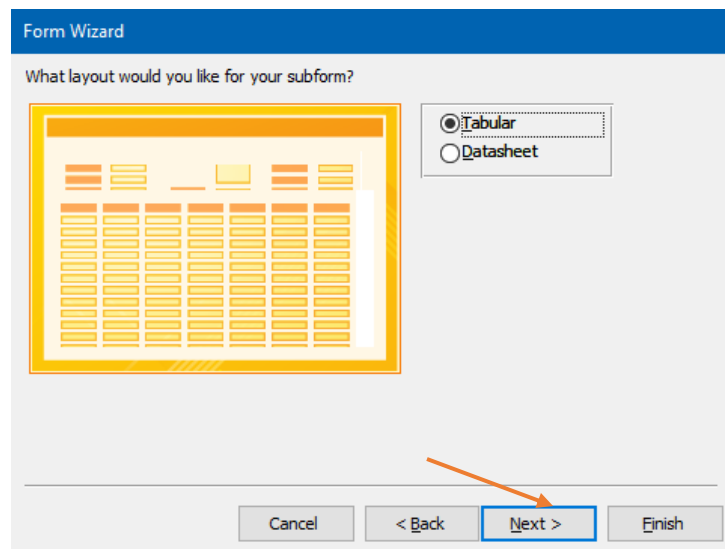 Form Wizard
What layout would you like for your subform?
Tabular
Datasheet
Cancel
< Back
Next >
Finish